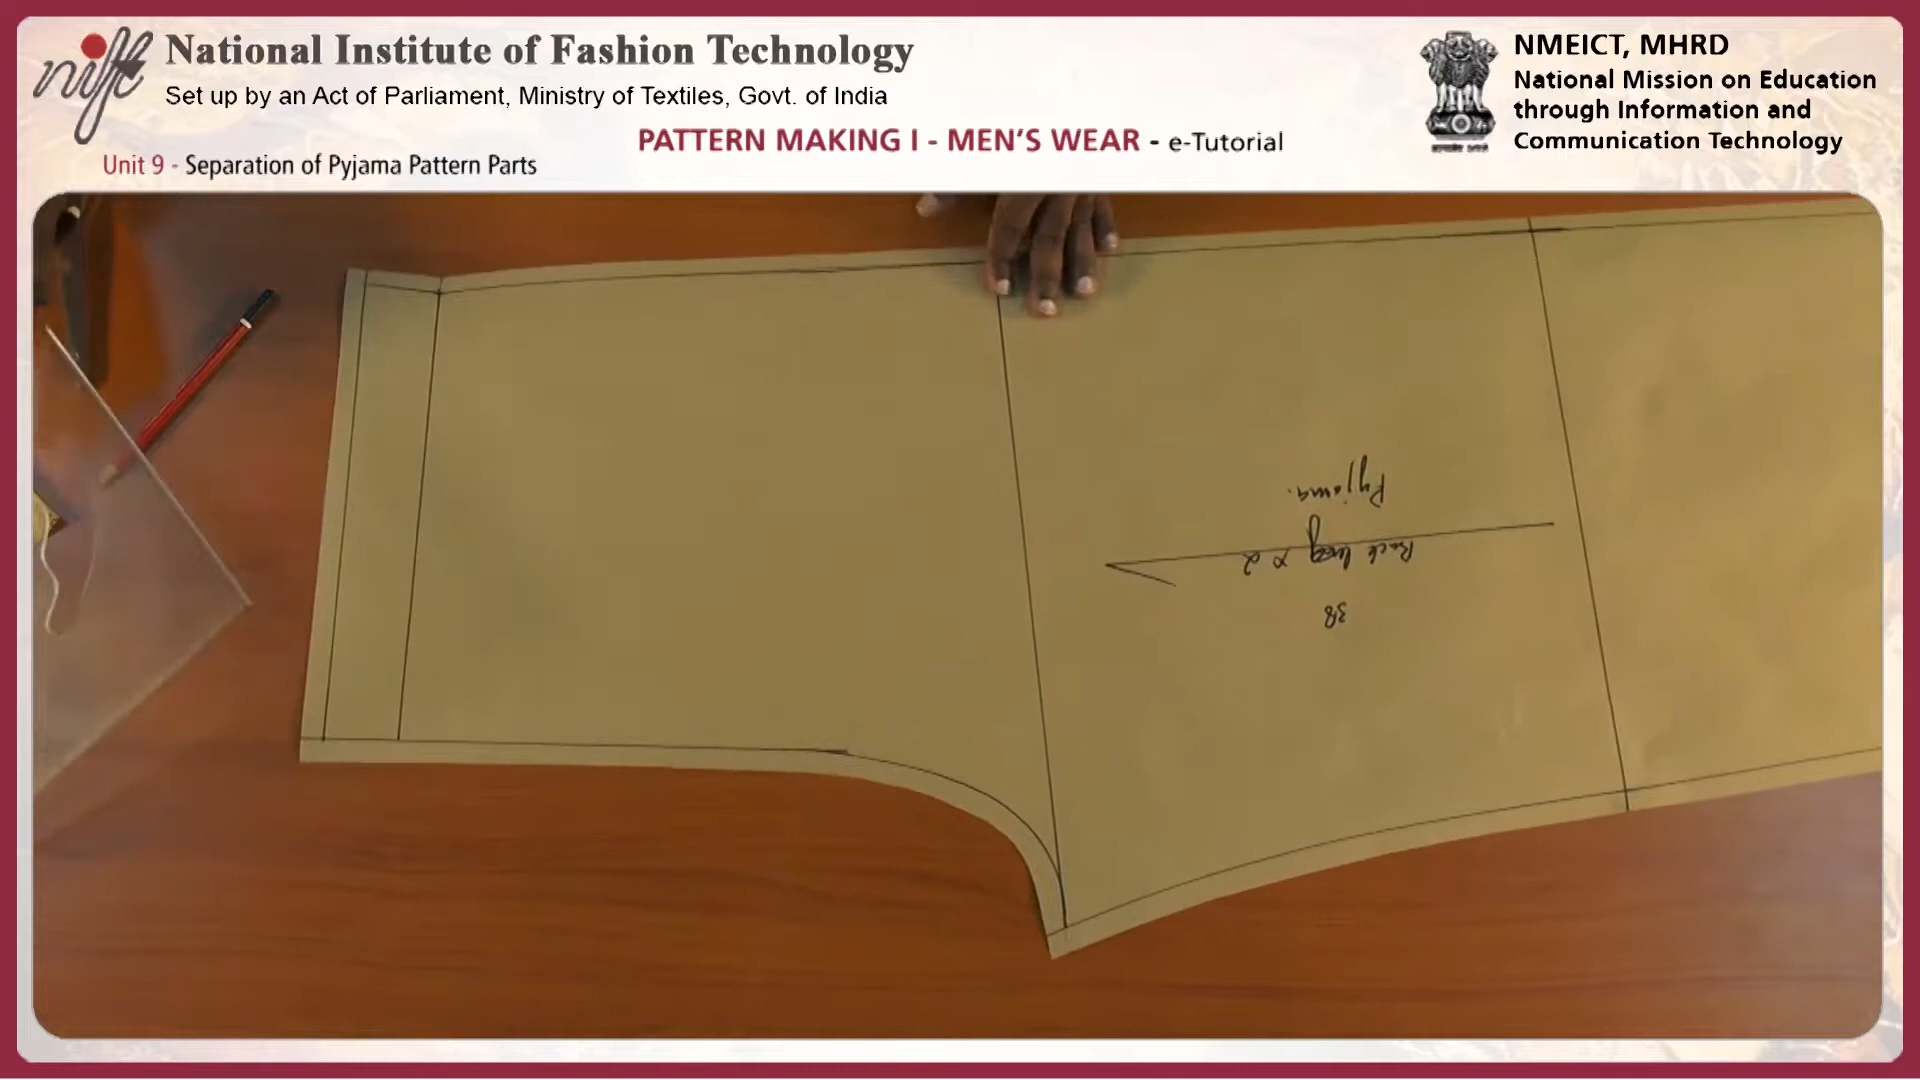 nift
National Institute of Fashion Technology
Set up by an Act of Parliament, Ministry of Textiles, Govt. of India
PATTERN MAKING I - MEN'S WEAR - e-Tutorial
Unit 9 - Separation of Pyjama Pattern Parts
NMEICT, MHRD
National Mission on Education
through Information and
Communication Technology
38
Back leg x 2
Pyjama.